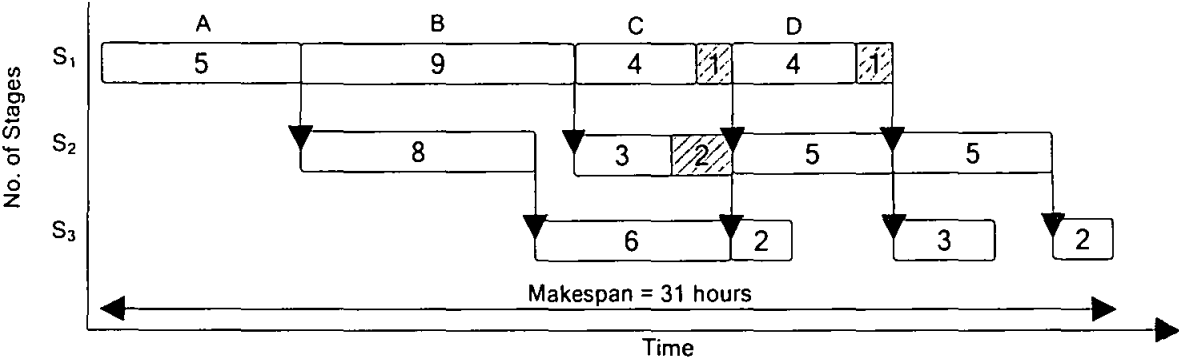 A B C D
S1 5 9 4 1 4 1
S2 8 3 2 5 5
S3 6 2 3 2
No. of Stages
Makespan = 31 hours
Time